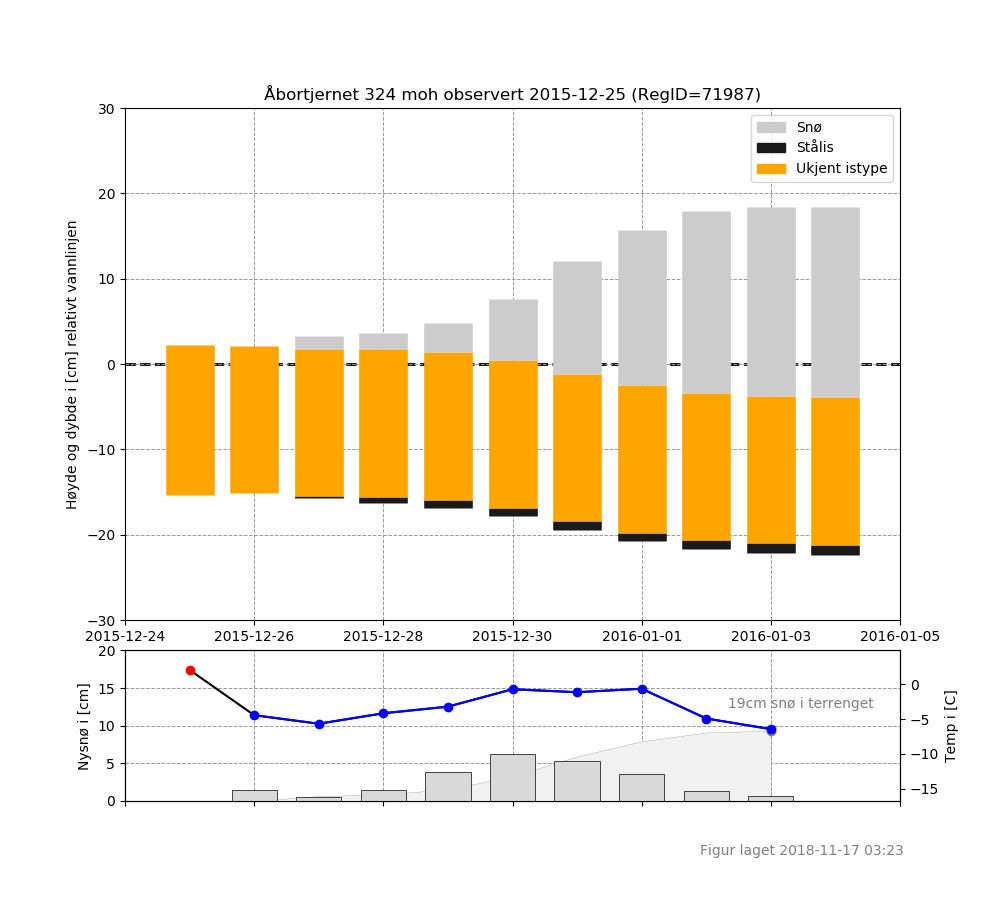 Åbortjernet 324 moh observert 2015-12-25 (RegID=71987)
Høyde og dybde i [cm] relativt vannlinjen
30
20
10
0
−10
−20
−30
Snø
Stålis
Ukjent istype
2015-12-24
2015-12-26
2015-12-28
2015-12-30
2016-01-01
2016-01-03
2016-01-05
Nysnø i [cm]
20
15
10
5
0
19cm snø i terrenget
0
−5
−10
−15
Temp i [C]
Figur laget 2018-11-17 03:23